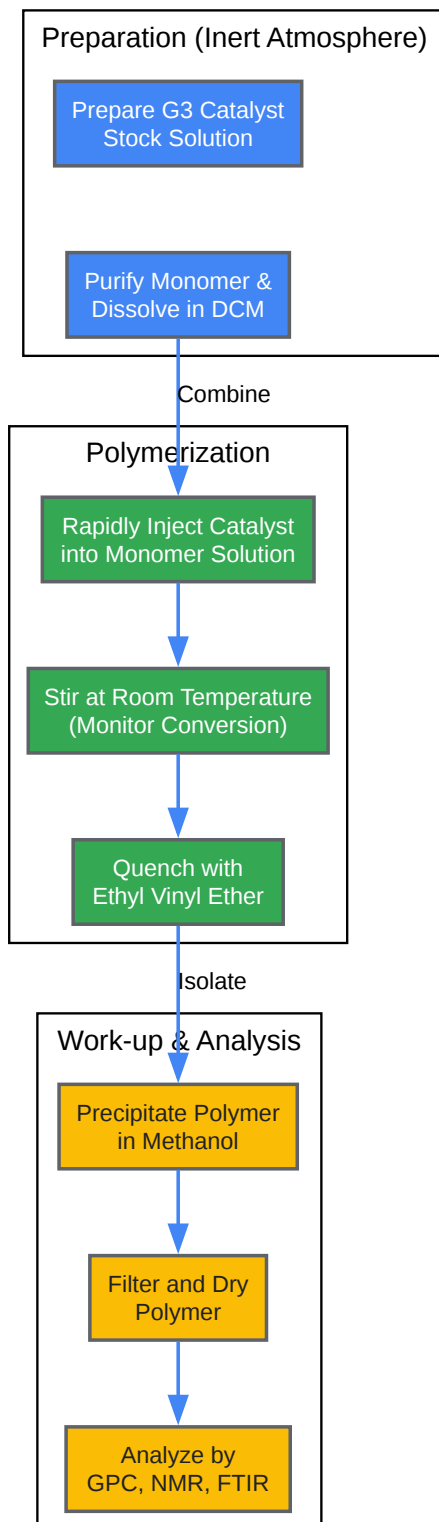 Preparation (Inert Atmosphere)
Prepare G3 Catalyst
Stock Solution
Purify Monomer &
Dissolve in DCM
Combine
Polymerization
Rapidly Inject Catalyst
into Monomer Solution
Stir at Room Temperature
(Monitor Conversion)
Quench with
Ethyl Vinyl Ether
Isolate
Work-up & Analysis
Precipitate Polymer
in Methanol
Filter and Dry
Polymer
Analyze by
GPC, NMR, FTIR